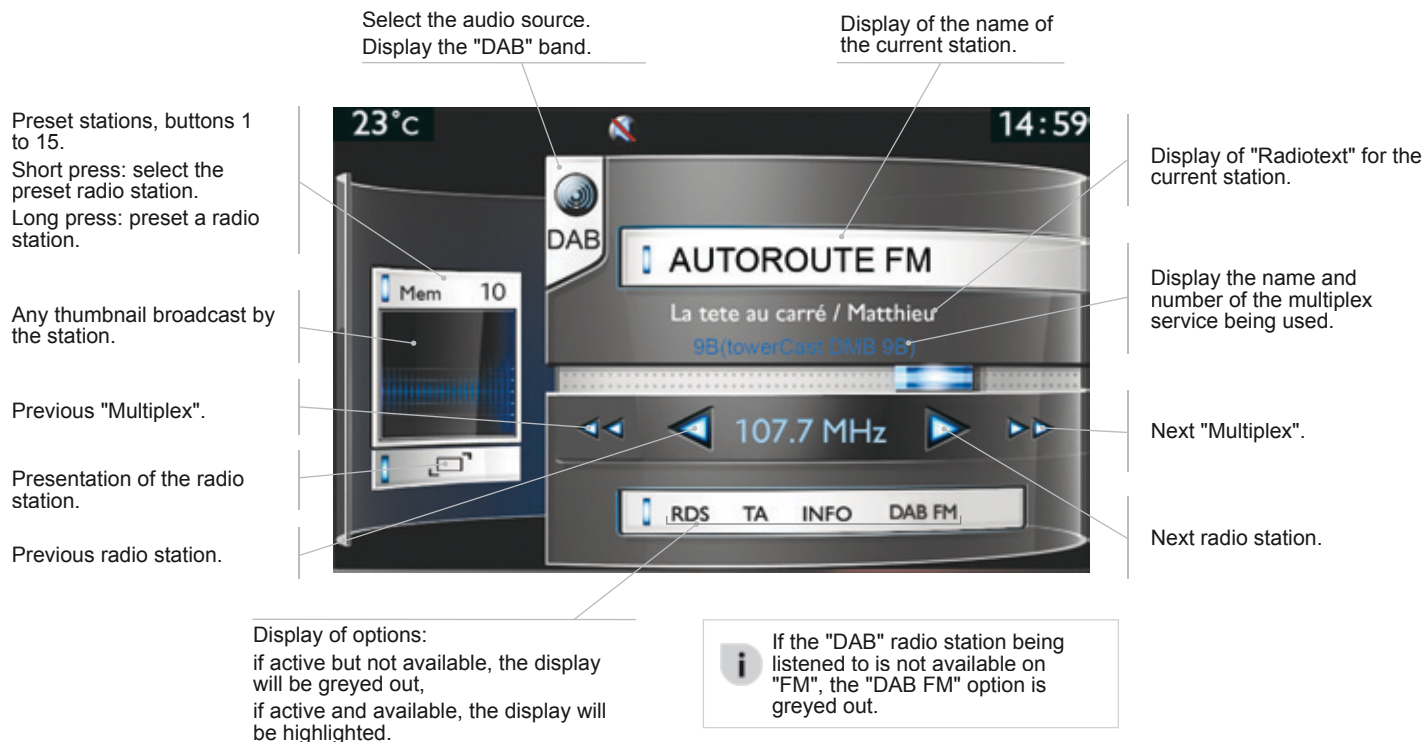 Select the audio source.
Display the "DAB" band.
Display of the name of
the current station.
Preset stations, buttons 1
to 15.
Short press: select the
preset radio station.
Long press: preset a radio
station.
Any thumbnail broadcast by
the station.
Previous "Multiplex".
Presentation of the radio
station.
Previous radio station.
23°c
14:59
DAB
AUTOROUTE FM
La tete au carré / Matthieu
9B(towerCast DMB 9B)
Mem 10
107.7 MHz
RDS TA INFO DAB FM
Display of "Radiotext" for the
current station.
Display the name and
number of the multiplex
service being used.
Next "Multiplex".
Next radio station.
Display of options:
if active but not available, the display
will be greyed out,
if active and available, the display will
be highlighted.
i
If the "DAB" radio station being
listened to is not available on
"FM", the "DAB FM" option is
greyed out.